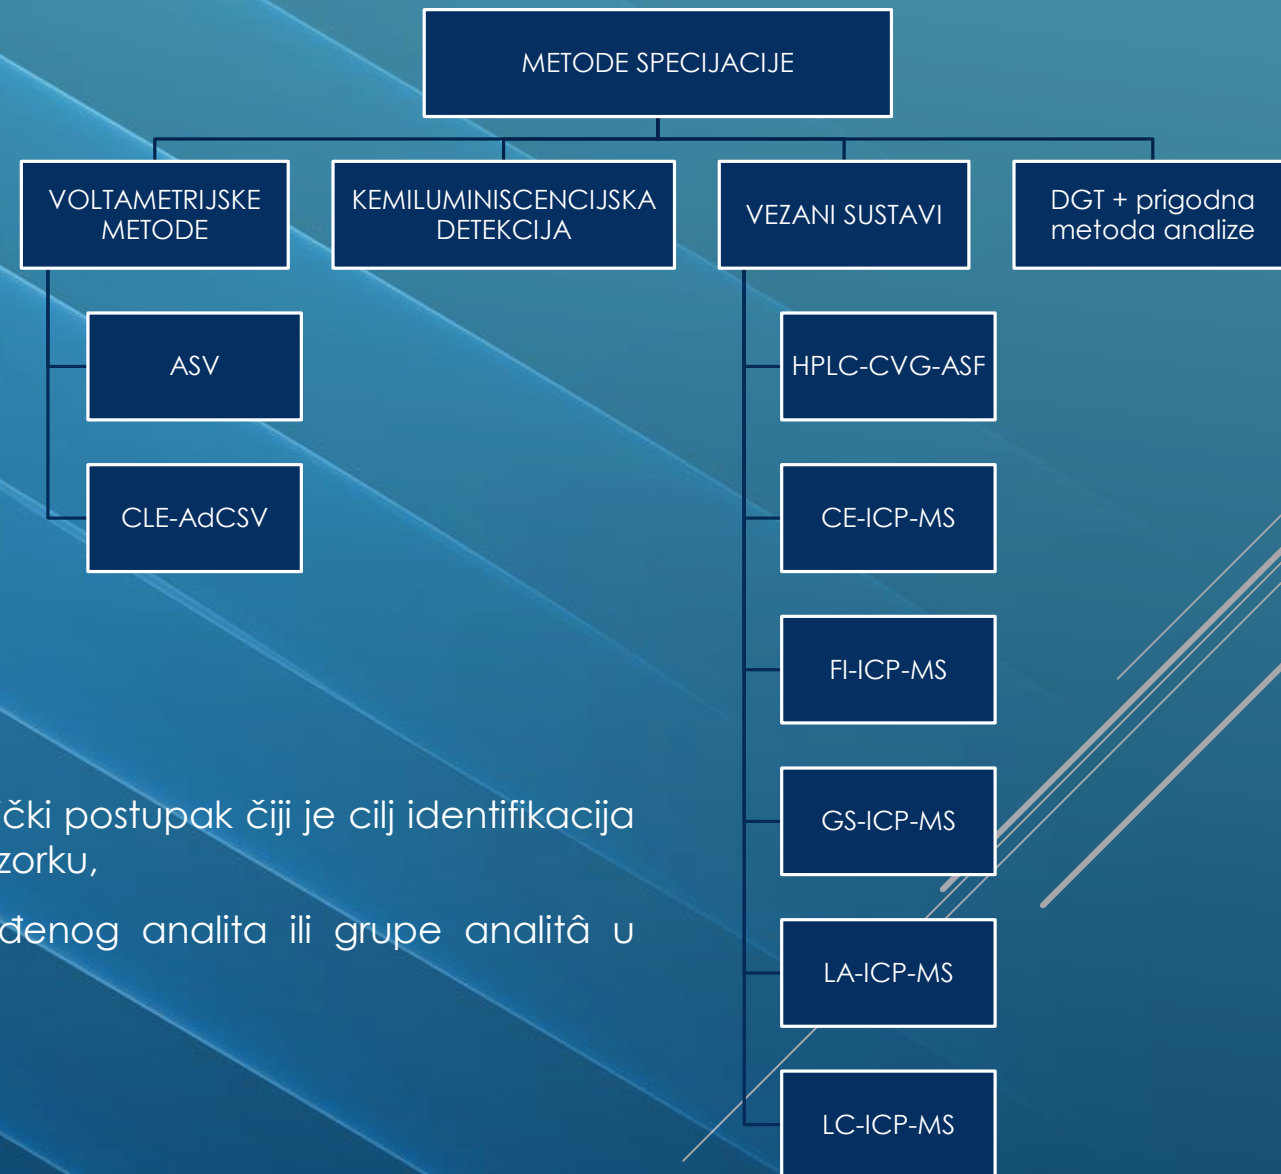 METODE SPECIJACIJE
VOLTAMETRIJSKE
METODE
KEMILUMINISCENCIJSKA
DETEKCIJA
VEZANI SUSTAVI
DGT + prigodna
metoda analize
ASV
CLE-AdCSV
HPLC-CVG-ASF
CE-ICP-MS
FI-ICP-MS
GS-ICP-MS
LA-ICP-MS
LC-ICP-MS
čki postupak čiji je cilj identifikacija
zorku,
đenog analita ili grupe analitâ u